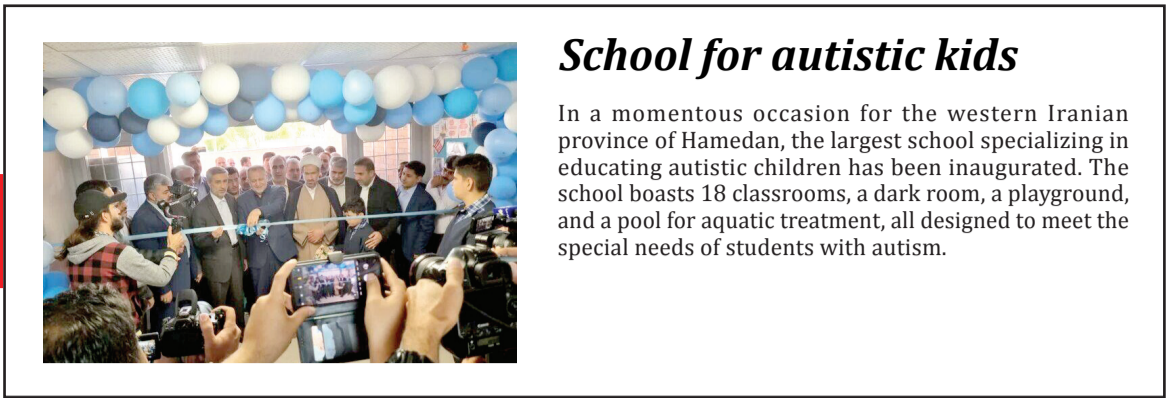 School for autistic kids
In a momentous occasion for the western Iranian
province of Hamedan, the largest school specializing in
educating autistic children has been inaugurated. The
school boasts 18 classrooms, a dark room, a playground,
and a pool for aquatic treatment, all designed to meet the
special needs of students with autism.